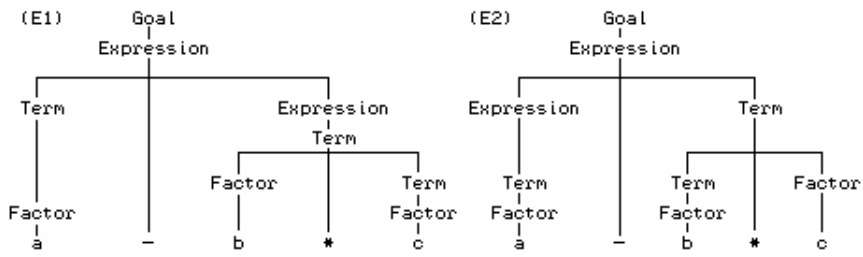 (E1) Goal (E2) Goal
Expression Expression
Term Expression Expression Term
Term
Factor Term Term Term Factor
Factor Factor Factor Factor
a − b * c a − b * c